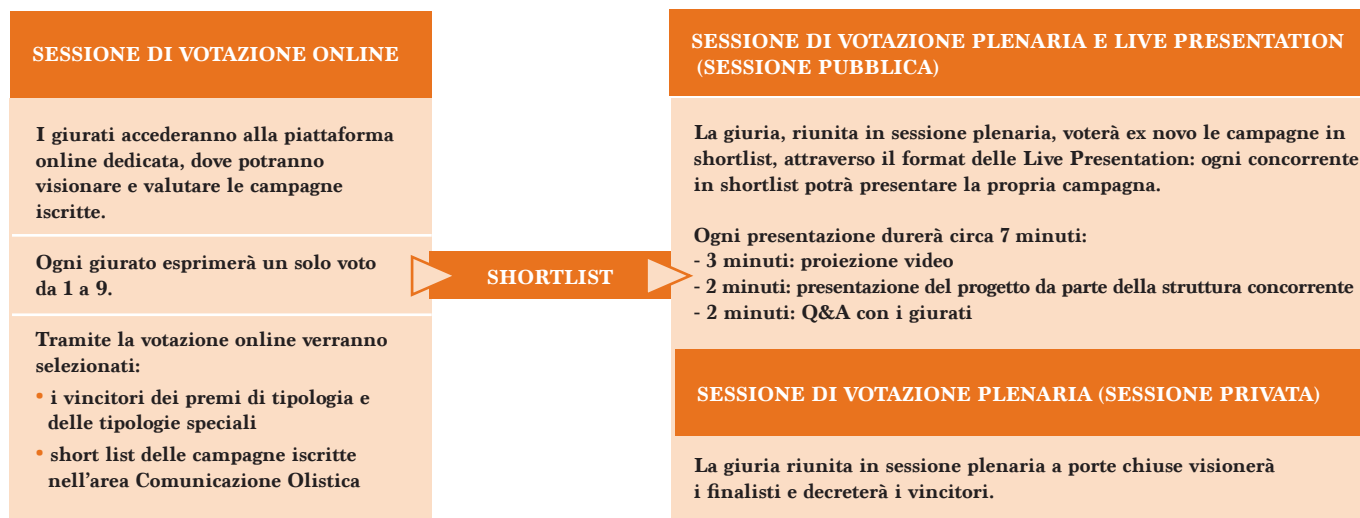 SESSIONE DI VOTAZIONE ONLINE
I giurati accederanno alla piattaforma
online dedicata, dove potranno
visionare e valutare le campagne
iscritte.
Ogni giurato esprimerà un solo voto
da 1 a 9.
Tramite la votazione online verranno
selezionati:
• i vincitori dei premi di tipologia e
delle tipologie speciali
• short list delle campagne iscritte
nell'area Comunicazione Olistica
SHORTLIST
SESSIONE DI VOTAZIONE PLENARIA E LIVE PRESENTATION
(SESSIONE PUBBLICA)
La giuria, riunita in sessione plenaria, voterà ex novo le campagne in
shortlist, attraverso il format delle Live Presentation: ogni concorrente
in shortlist potrà presentare la propria campagna.
Ogni presentazione durerà circa 7 minuti:
- 3 minuti: proiezione video
- 2 minuti: presentazione del progetto da parte della struttura concorrente
- 2 minuti: Q&A con i giurati
SESSIONE DI VOTAZIONE PLENARIA (SESSIONE PRIVATA)
La giuria riunita in sessione plenaria a porte chiuse visionerà
i finalisti e decreterà i vincitori.